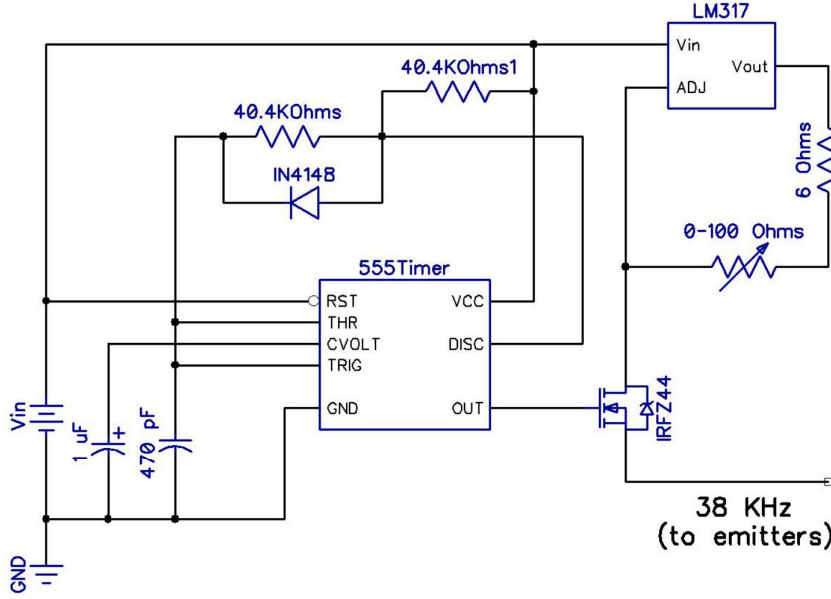 LM317
Vin
Vout
ADJ
40.4KOhms1
40.4KOhms
IN4148
6 Ohms
0-100 Ohms
555Timer
RST
VCC
THR
CVOLT
DISC
TRIG
GND
OUT
Vin
1 uF
+
470 pF
IRFZ44
38 KHz
(to emitters)
GND